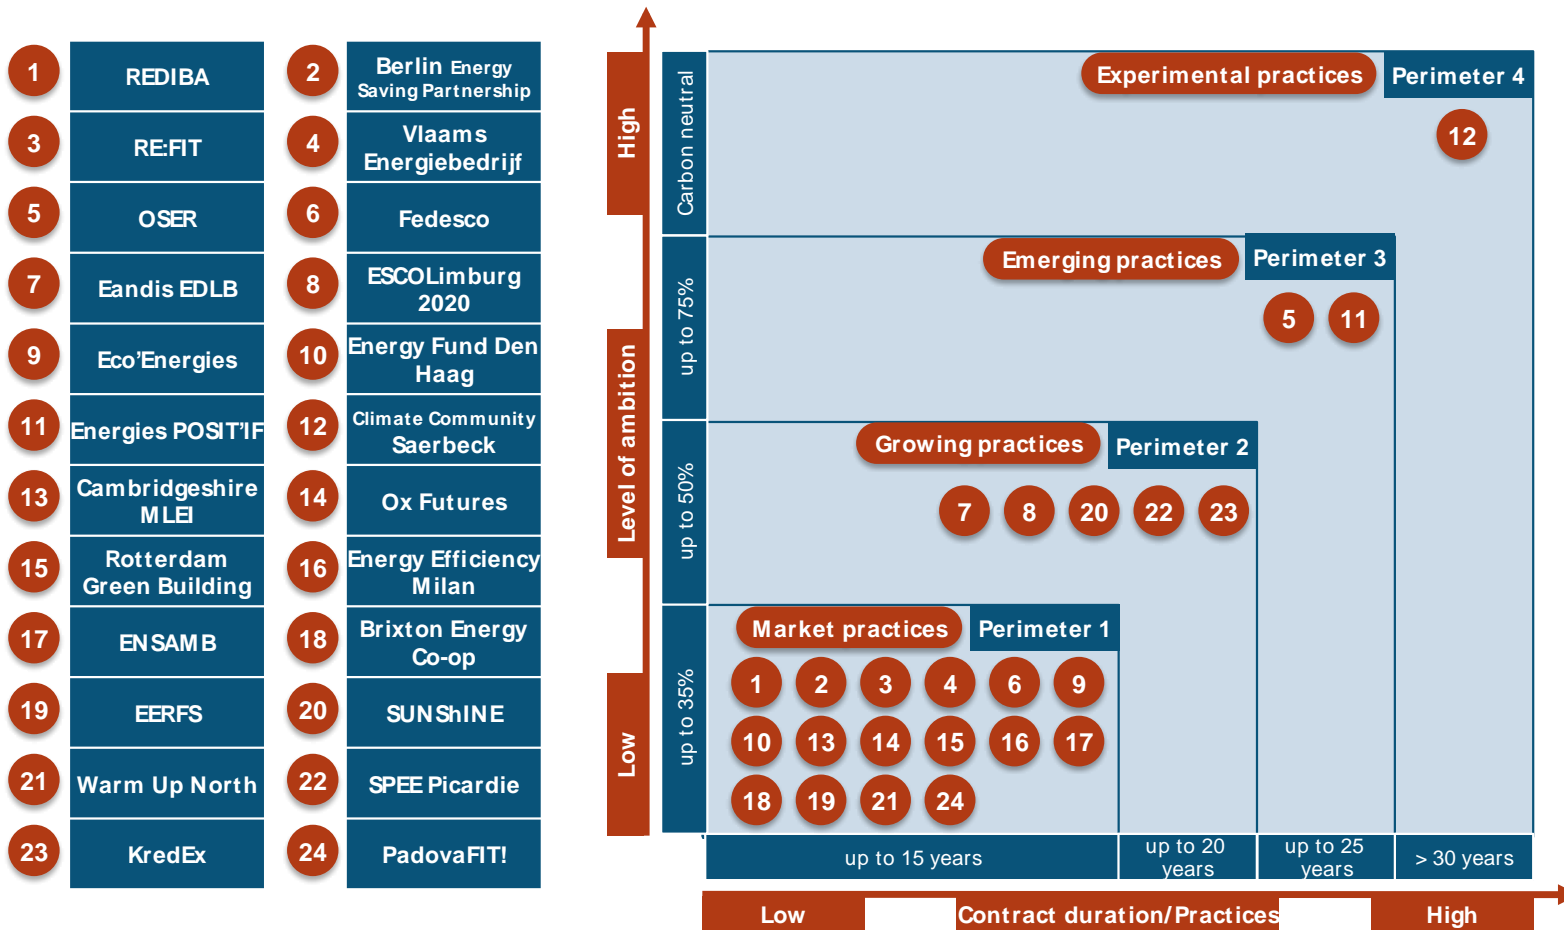 1
REDIBA
2
Berlin Energy
Saving Partnership
3
RE:FIT
4
Vlaams
Energiebedrijf
5
OSER
6
Fedesco
7
Eandis EDLB
8
ESCOLimburg
2020
9
Eco’Energies
10
Energy Fund Den
Haag
11
Energies POSIT’IF
12
Climate Community
Saerbeck
13
Cambridgeshire
MLEI
14
Ox Futures
15
Rotterdam
Green Building
16
Energy Efficiency
Milan
17
ENSAMB
18
Brixton Energy
Co-op
19
EERFS
20
SUNShINE
21
Warm Up North
22
SPEE Picardie
23
KredEx
24
PadovaFIT!
High
Level of ambition
Low
Carbon neutral
up to 75%
up to 50%
up to 35%
Experimental practices
Perimeter 4
12
Emerging practices
Perimeter 3
5 11
Growing practices
Perimeter 2
7 8 20 22 23
Market practices
Perimeter 1
1 2 3 4 6 9
10 13 14 15 16 17
18 19 21 24
up to 15 years
up to 20
years
up to 25
years
> 30 years
Low
Contract duration/Practices
High